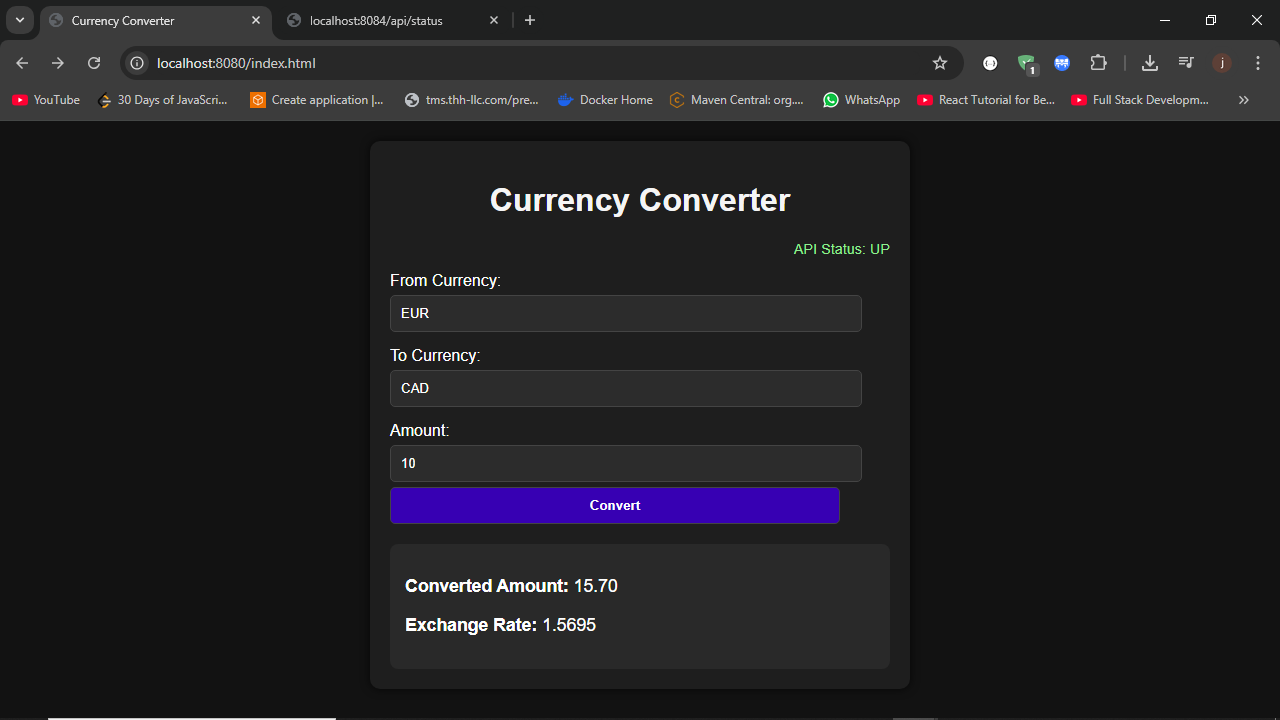 Currency Converter
localhost:8084/api/status
localhost:8080/index.html
1
j
YouTube
30 Days of JavaScri...
Create application |...
tms.thh-llc.com/pre...
Docker Home
Maven Central: org....
WhatsApp
React Tutorial for Be...
Full Stack Developm...
Currency Converter
API Status: UP
From Currency:
EUR
To Currency:
CAD
Amount:
10
Convert
Converted Amount: 15.70
Exchange Rate: 1.5695